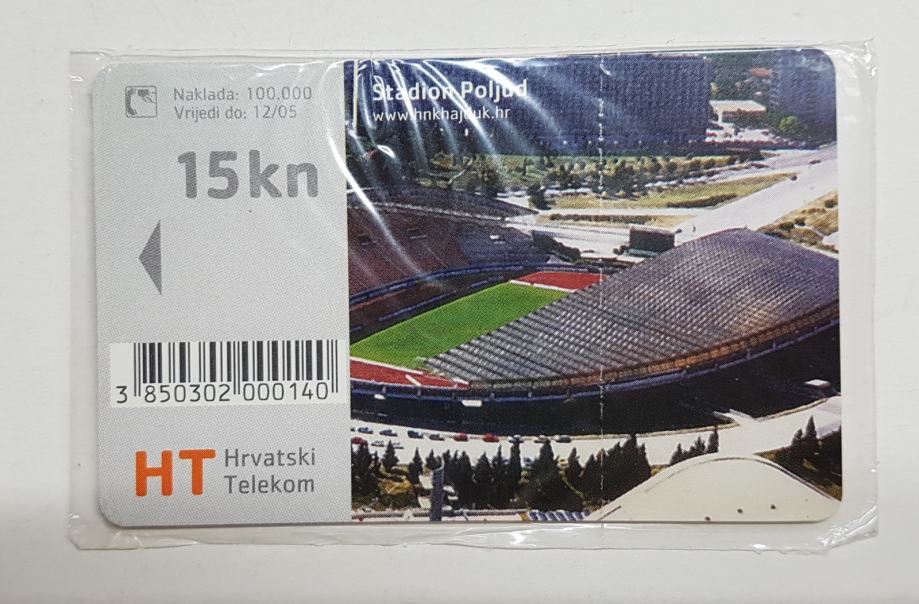 Naklada: 100.000
Vrijedi do: 12/05
15kn
3 850302 000140
HT Hrvatski
Telekom
Stadion Poljud
www.hnkhajduk.hr